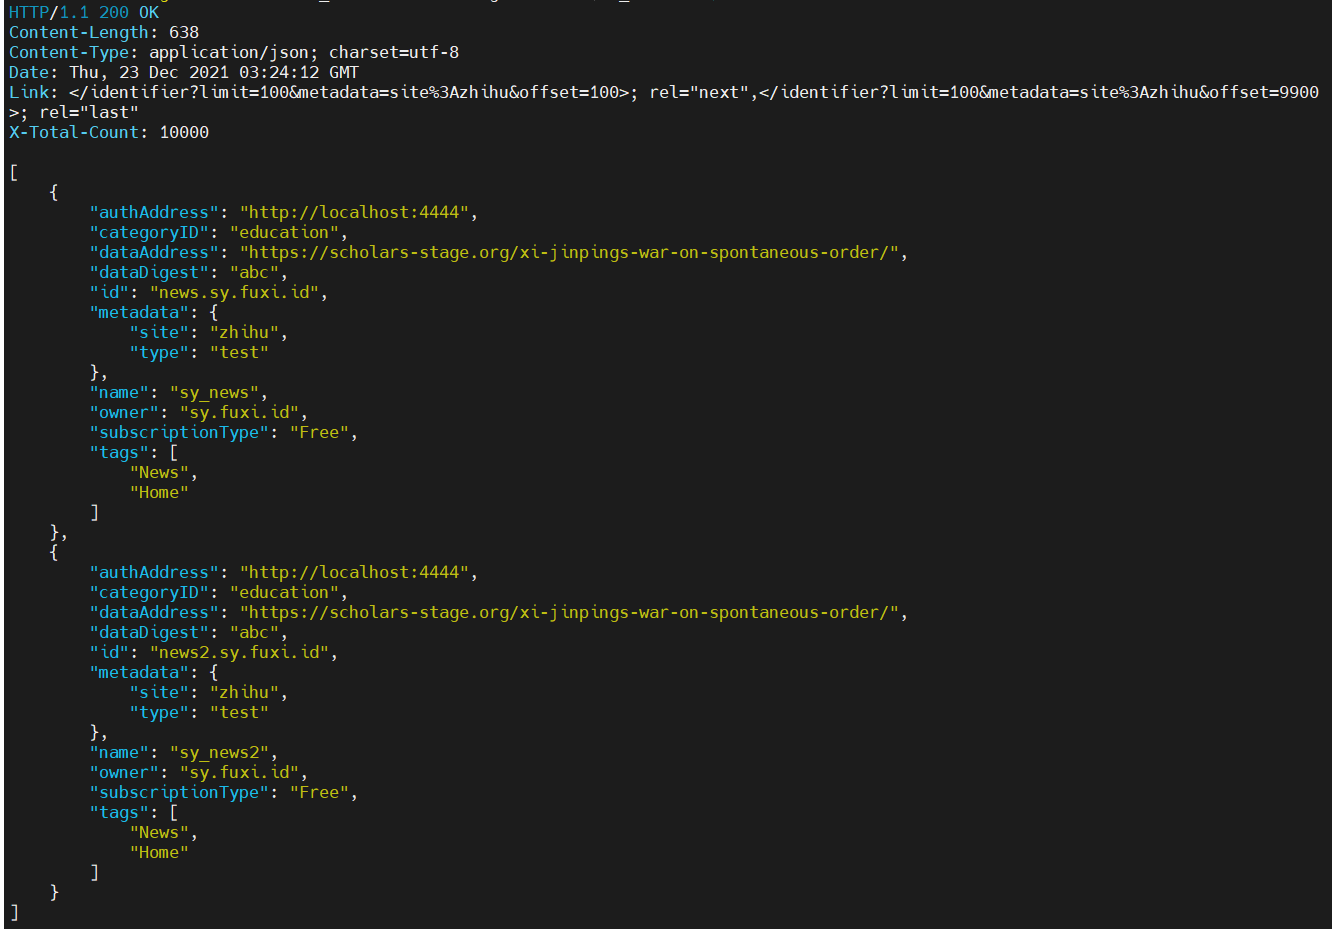 HTTP/1.1 200 OK
Content-Length: 638
Content-Type: application/json; charset=utf-8
Date: Thu, 23 Dec 2021 03:24:12 GMT
Link: </identifier?limit=100&metadata=site%3Azhihu&offset=100>; rel="next",</identifier?limit=100&metadata=site%3Azhihu&offset=9900
>; rel="last"
X-Total-Count: 10000

[
    {
        "authAddress": "http://localhost:4444",
        "categoryID": "education",
        "dataAddress": "https://scholars-stage.org/xi-jinpings-war-on-spontaneous-order/",
        "dataDigest": "abc",
        "id": "news.sy.fuxi.id",
        "metadata": {
            "site": "zhihu",
            "type": "test"
        },
        "name": "sy_news",
        "owner": "sy.fuxi.id",
        "subscriptionType": "Free",
        "tags": [
            "News",
            "Home"
        ]
    },
    {
        "authAddress": "http://localhost:4444",
        "categoryID": "education",
        "dataAddress": "https://scholars-stage.org/xi-jinpings-war-on-spontaneous-order/",
        "dataDigest": "abc",
        "id": "news2.sy.fuxi.id",
        "metadata": {
            "site": "zhihu",
            "type": "test"
        },
        "name": "sy_news2",
        "owner": "sy.fuxi.id",
        "subscriptionType": "Free",
        "tags": [
            "News",
            "Home"
        ]
    }
]